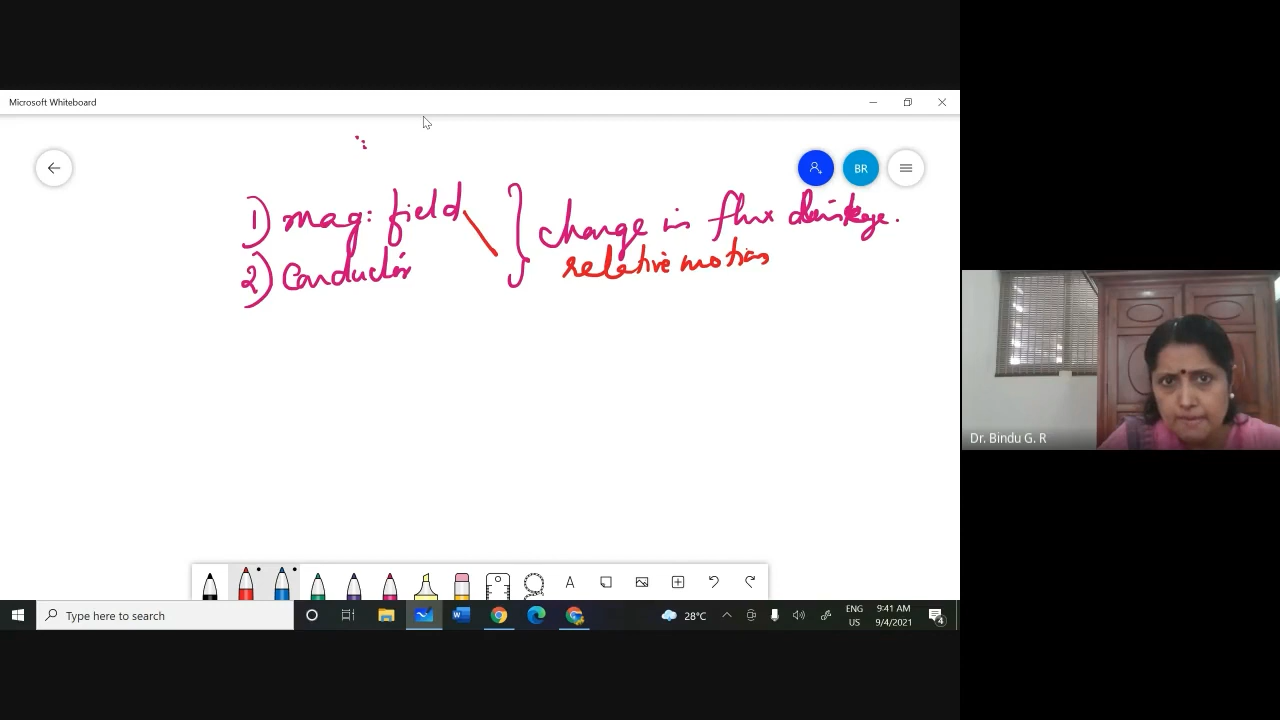 Microsoft Whiteboard
BR
1) mag: field
2) Conductor
change in flux linkage.
relative motion
Dr. Bindu G. R
Type here to search
28°C
ENG
US
9:41 AM
9/4/2021
4